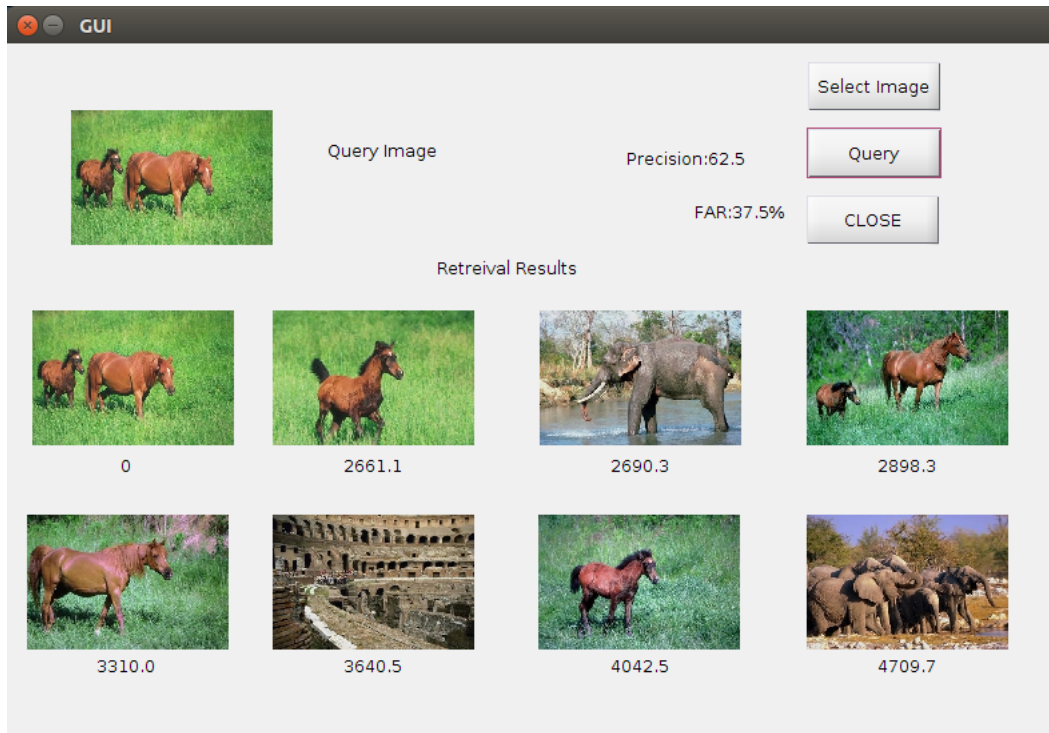 GUI
Select Image
Query Image
Precision:62.5
Query
FAR:37.5%
CLOSE
Retreival Results
0
2661.1
2690.3
2898.3
3310.0
3640.5
4042.5
4709.7